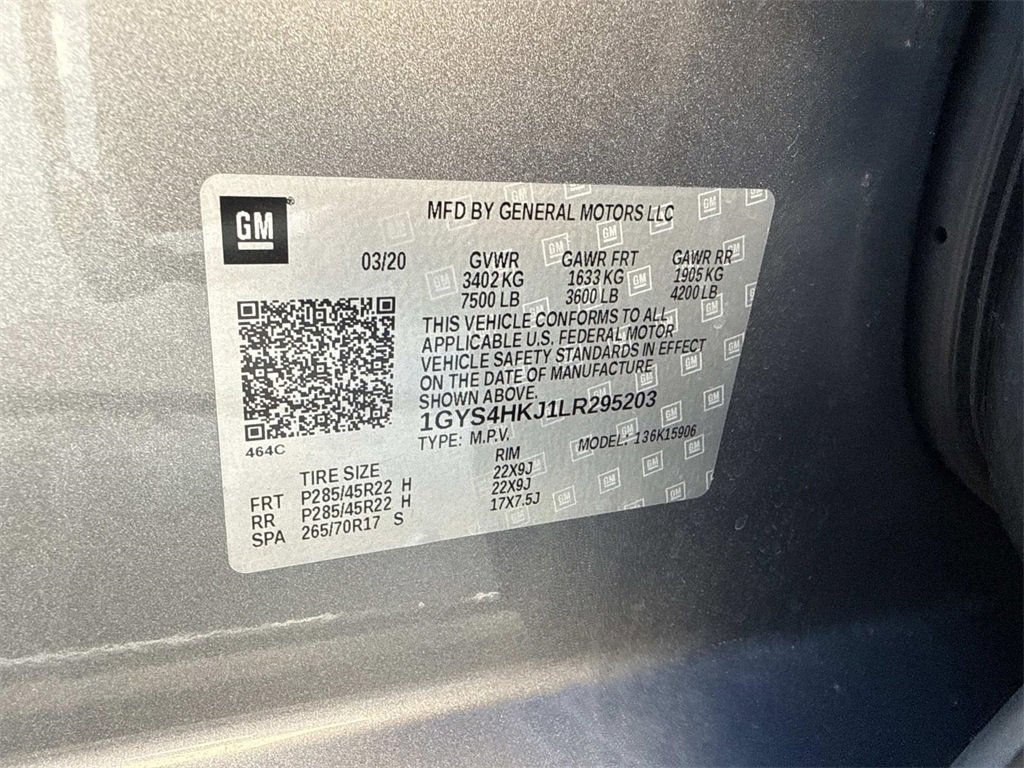 GM
MFD BY GENERAL MOTORS LLC
03/20 GVWR GAWR FRT GAWR RR
3402 KG 1633 KG 1905 KG
7500 LB 3600 LB 4200 LB
THIS VEHICLE CONFORMS TO ALL
APPLICABLE U.S. FEDERAL MOTOR
VEHICLE SAFETY STANDARDS IN EFFECT
ON THE DATE OF MANUFACTURE
SHOWN ABOVE.
1GYS4HKJ1LR295203
464C
TYPE: M.P.V. MODEL: 136K15906
TIRE SIZE RIM
FRT P285/45R22 H 22X9J
RR P285/45R22 H 22X9J
SPA 265/70R17 S 17X7.5J